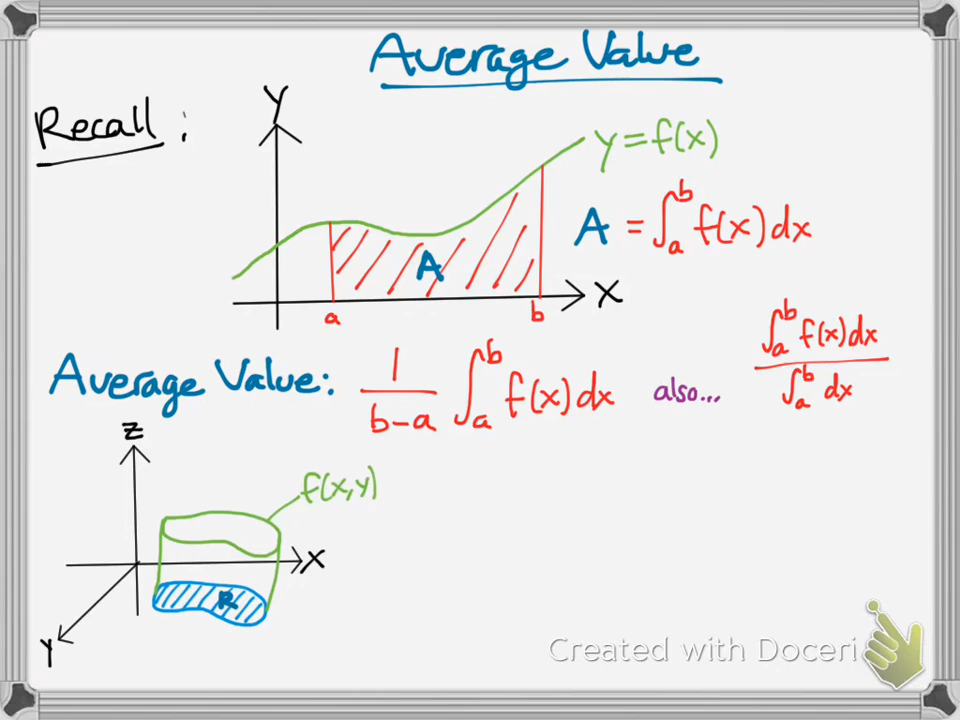 Average Value
Recall:
Y
y = f(x)
A = ∫_a^b f(x) dx
A
X
a
b
Average Value: 1/(b-a) ∫_a^b f(x) dx also... ∫_a^b f(x) dx / ∫_a^b dx
Z
f(x,y)
X
R
Y
Created with Doceri